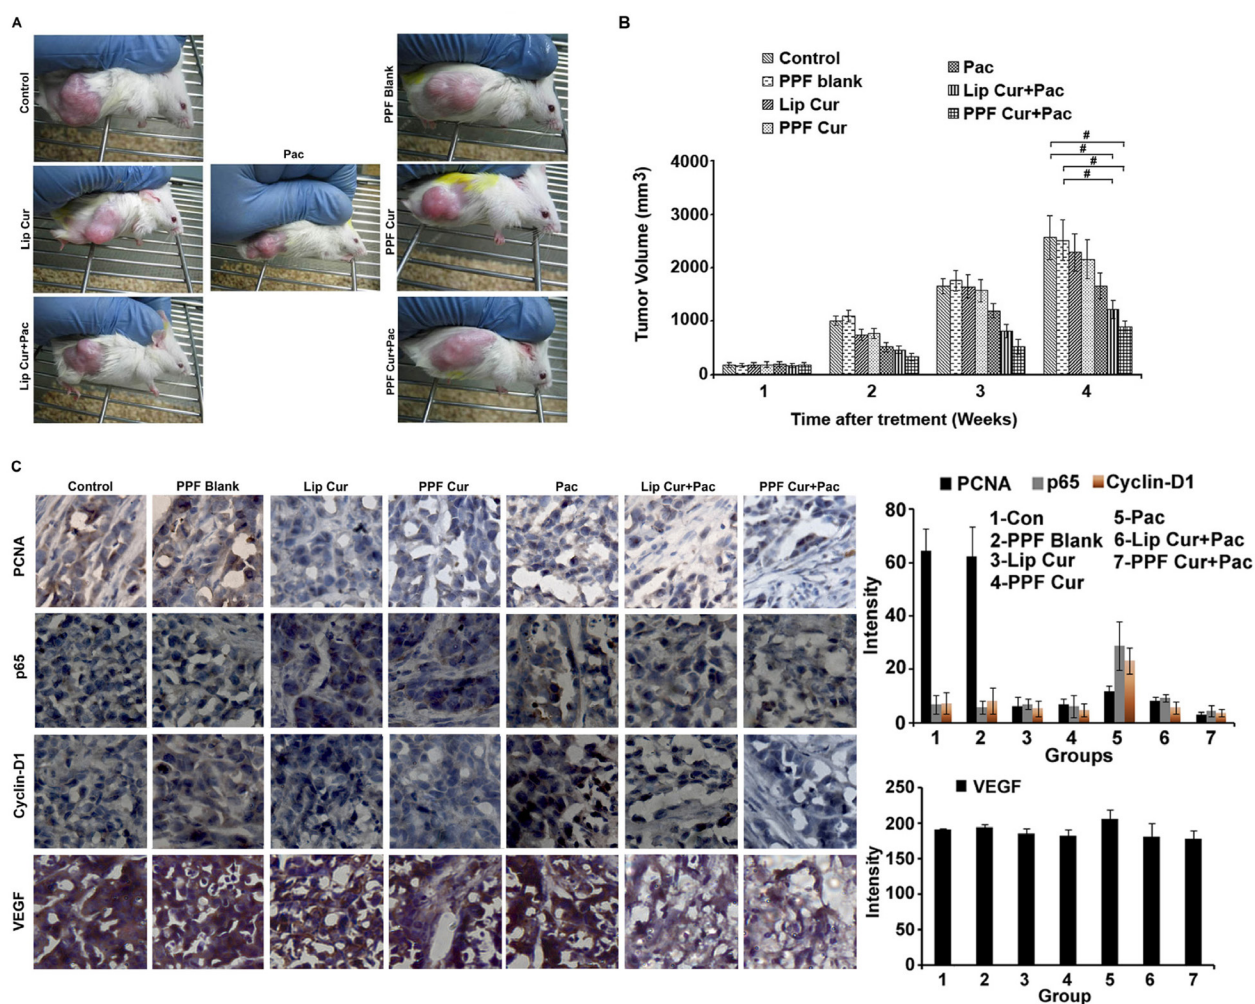 A
Control
PPF Blank
Pac
Lip Cur
PPF Cur
Lip Cur+Pac
PPF Cur+Pac
B
Control
PPF blank
Lip Cur
PPF Cur
Pac
Lip Cur+Pac
PPF Cur+Pac
#
#
#
#
Tumor Volume (mm3)
4000
3000
2000
1000
0
1 2 3 4
Time after tretment (Weeks)
C
Control PPF Blank Lip Cur PPF Cur Pac Lip Cur+Pac PPF Cur+Pac
PCNA
p65
Cyclin-D1
VEGF
PCNA p65 Cyclin-D1
1-Con
2-PPF Blank
3-Lip Cur
4-PPF Cur
5-Pac
6-Lip Cur+Pac
7-PPF Cur+Pac
Intensity
80
60
40
20
0
1 2 3 4 5 6 7
Groups
VEGF
Intensity
250
200
150
100
50
0
1 2 3 4 5 6 7
Group